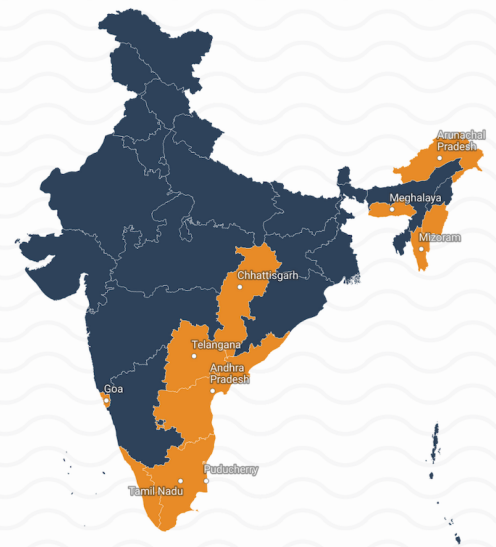 Arunachal
Pradesh
Meghalaya
Mizoram
Chhattisgarh
Telangana
Andhra
Pradesh
Goa
Puducherry
Tamil Nadu